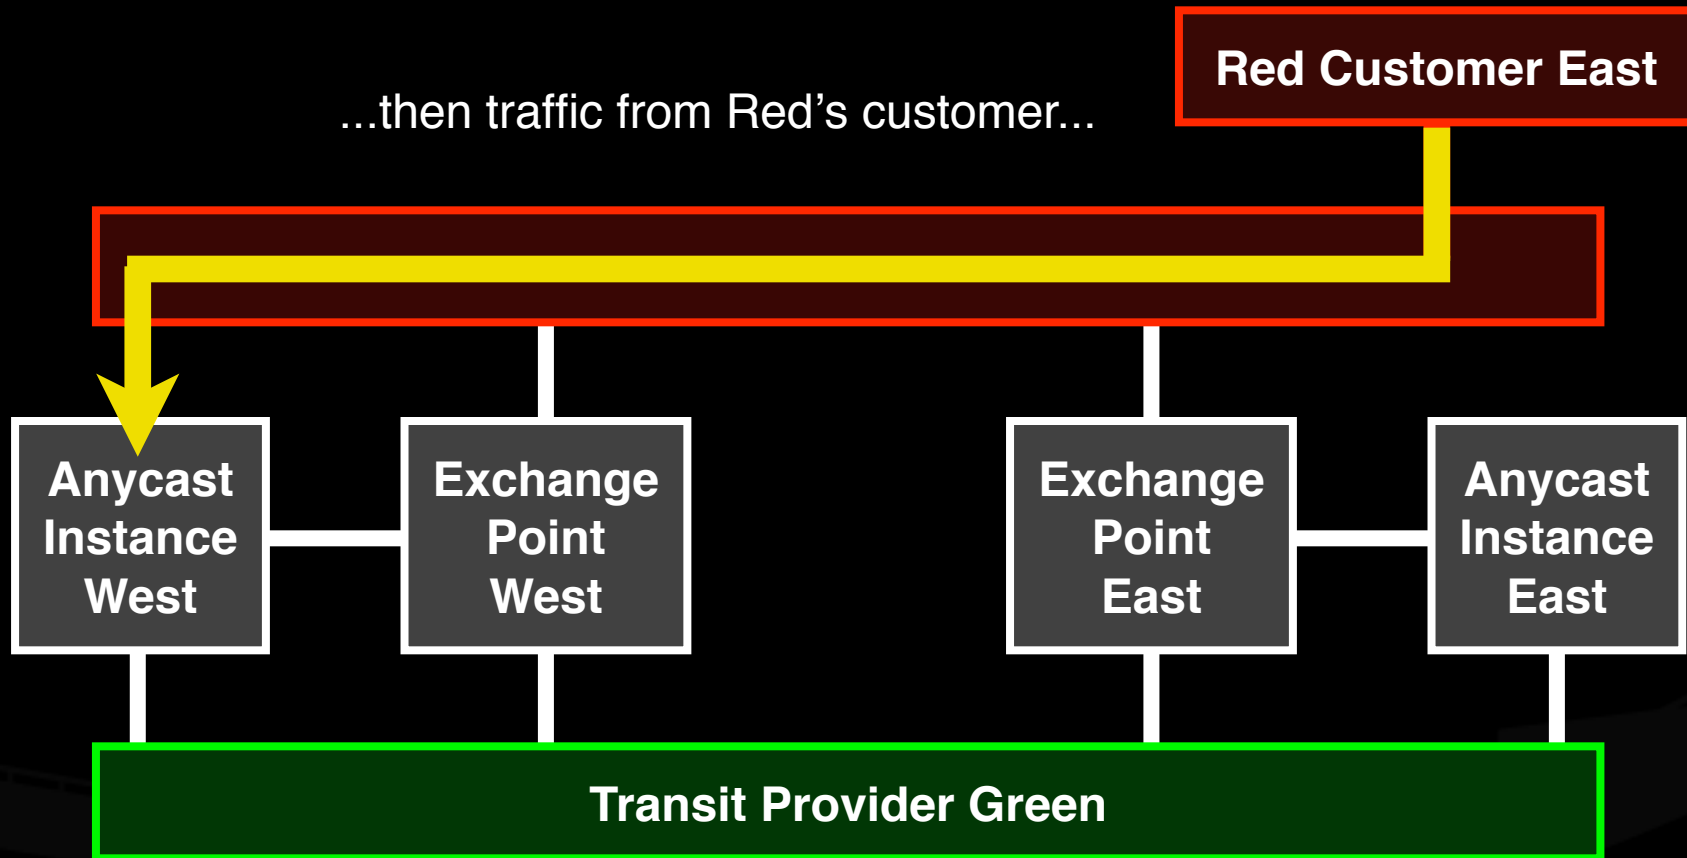 Red Customer East
...then traffic from Red’s customer...
Anycast
Instance
West
Exchange
Point
West
Exchange
Point
East
Anycast
Instance
East
Transit Provider Green